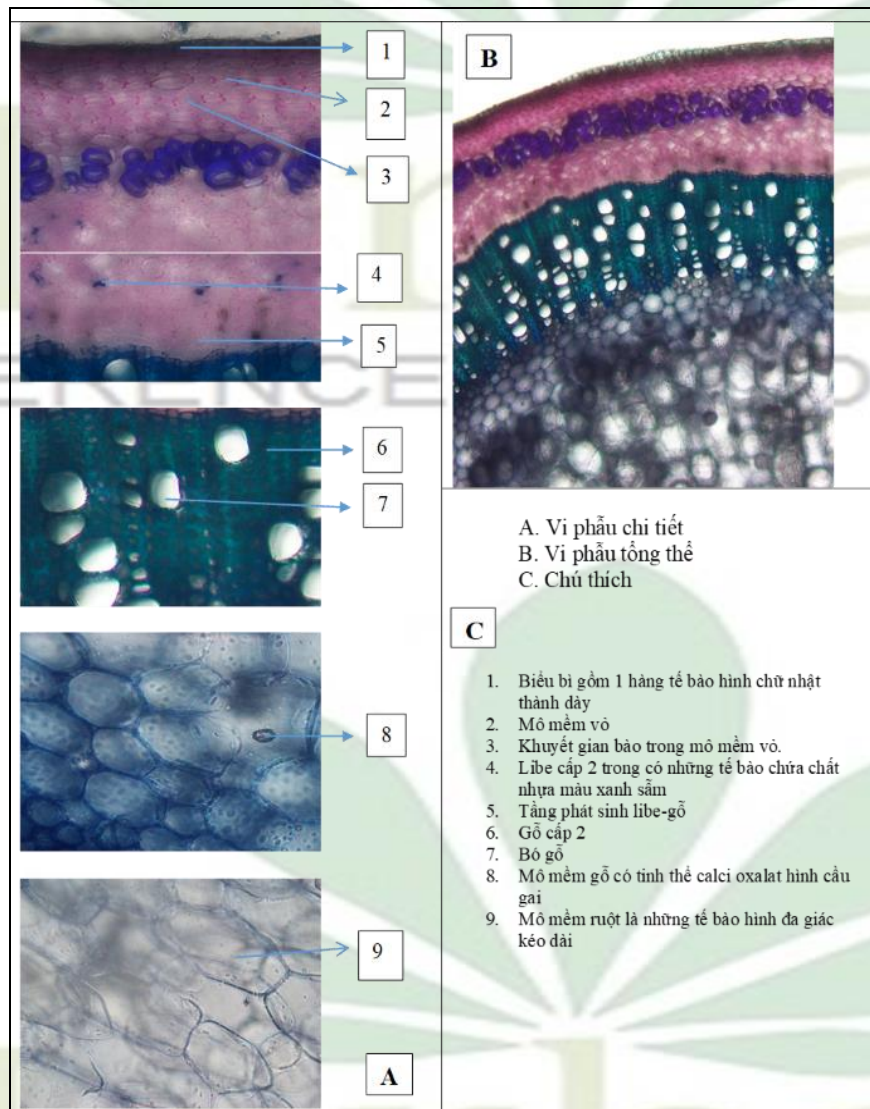 1
2
3
4
5
6
7
8
9
A
B
A. Vi phẫu chi tiết
B. Vi phẫu tổng thể
C. Chú thích
C
1. Biểu bì gồm 1 hàng tế bào hình chữ nhật
thành dày
2. Mô mềm vỏ
3. Khuyết gian bào trong mô mềm vỏ.
4. Libe cấp 2 trong có những tế bào chứa chất
nhựa màu xanh sẫm
5. Tầng phát sinh libe-gỗ
6. Gỗ cấp 2
7. Bó gỗ
8. Mô mềm gỗ có tinh thể calci oxalat hình cầu
gai
9. Mô mềm ruột là những tế bào hình đa giác
kéo dài